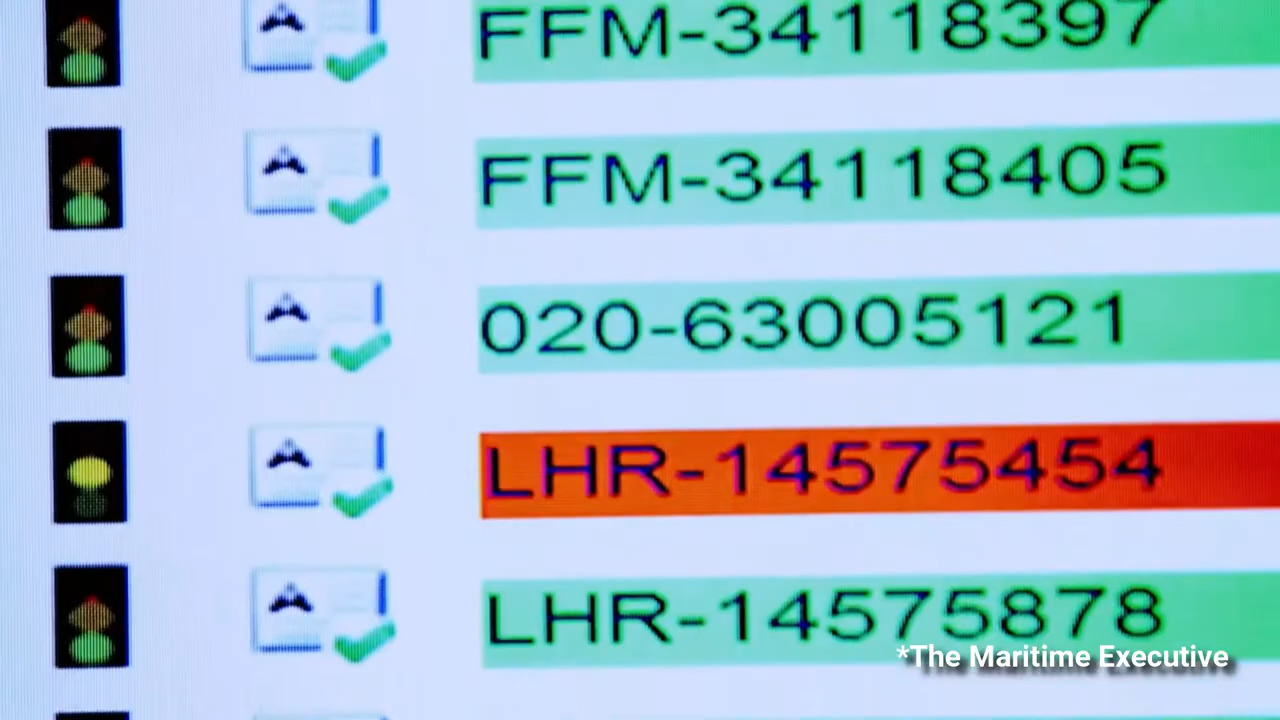 FFM-34118397
FFM-34118405
020-63005121
LHR-14575454
LHR-14575878
*The Maritime Executive